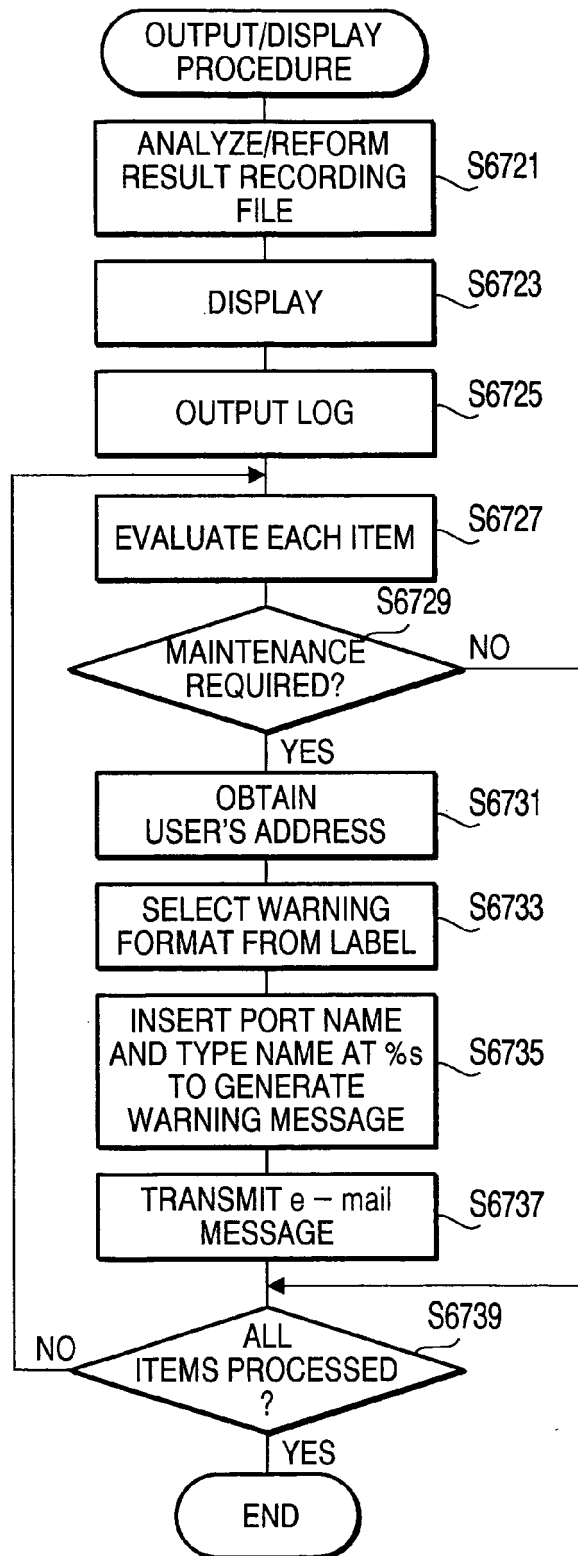 OUTPUT/DISPLAY
PROCEDURE
ANALYZE/REFORM
RESULT RECORDING
FILE
S6721
DISPLAY
S6723
OUTPUT LOG
S6725
EVALUATE EACH ITEM
S6727
S6729
MAINTENANCE
REQUIRED?
NO
YES
OBTAIN
USER'S ADDRESS
S6731
SELECT WARNING
FORMAT FROM LABEL
S6733
INSERT PORT NAME
AND TYPE NAME AT %s
TO GENERATE
WARNING MESSAGE
S6735
TRANSMIT e – mail
MESSAGE
S6737
S6739
ALL
ITEMS PROCESSED
?
NO
YES
END